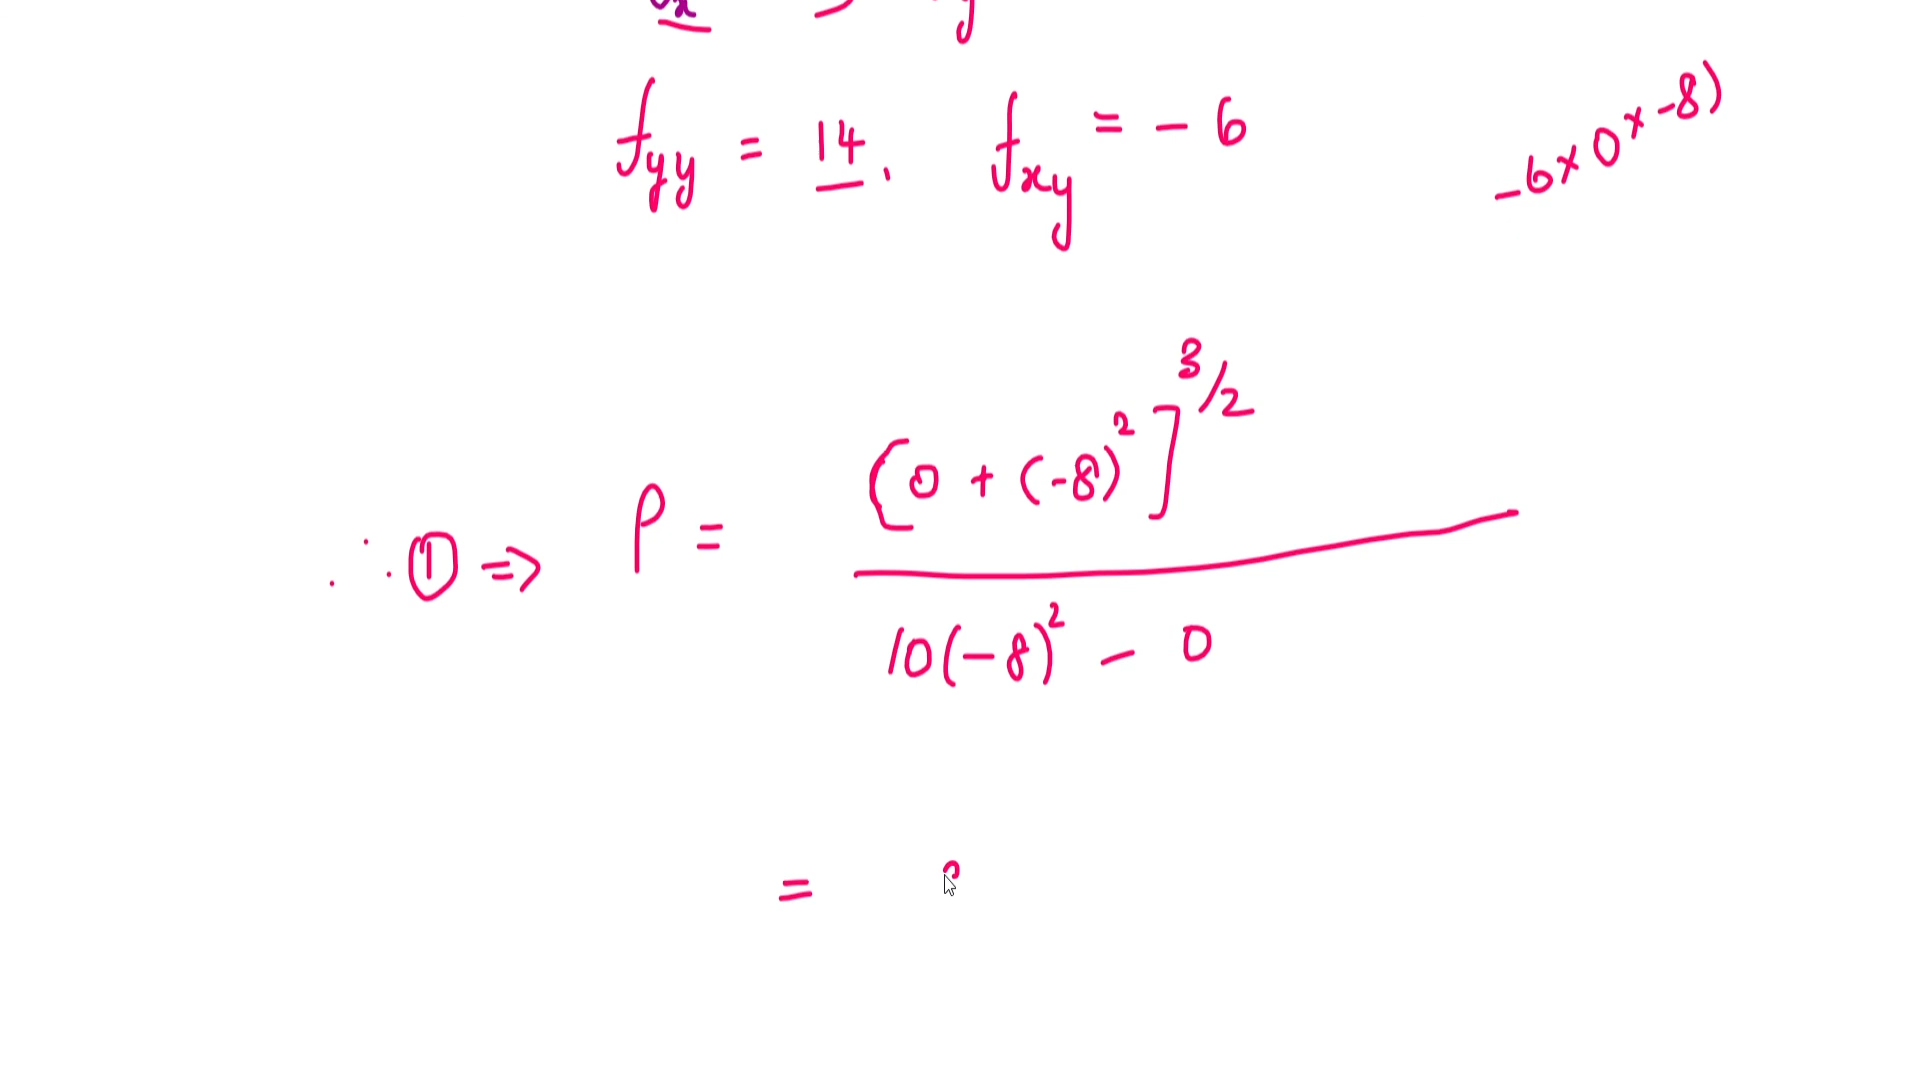 f_yy = 14. f_xy = - 6
-6 x 0 x -8)
∴ ① ⇒ ρ = [0 + (-8)^2]^3/2
10(-8)^2 - 0
=